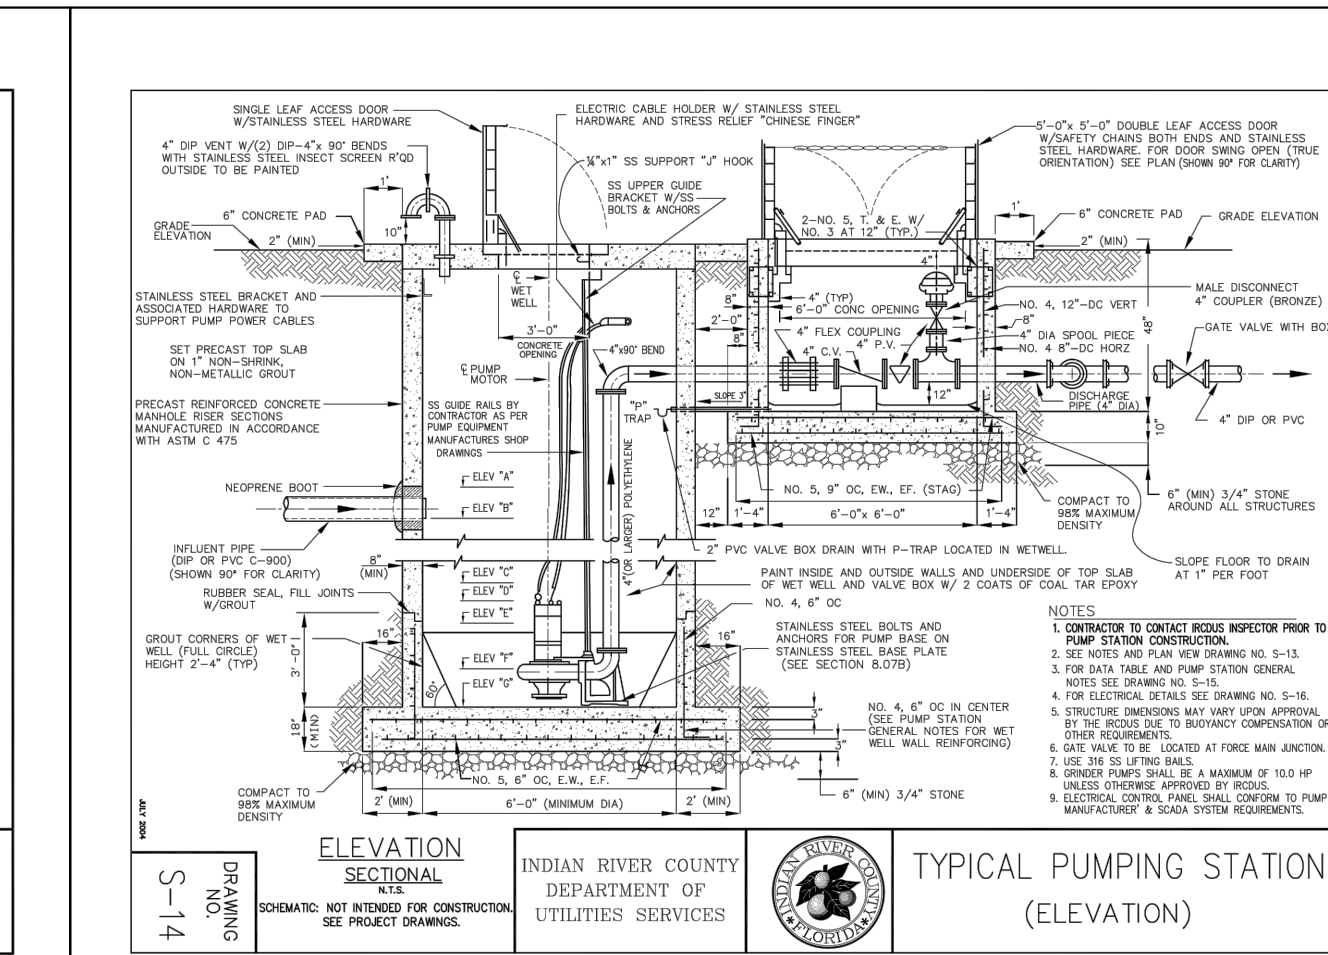 SINGLE LEAF ACCESS DOOR
W/STAINLESS STEEL HARDWARE
4" DIP VENT W/(2) DIP-4"x 90° BENDS
WITH STAINLESS STEEL INSECT SCREEN R'QD
OUTSIDE TO BE PAINTED
ELECTRIC CABLE HOLDER W/ STAINLESS STEEL
HARDWARE AND STRESS RELIEF "CHINESE FINGER"
¼"x1" SS SUPPORT "J" HOOK
SS UPPER GUIDE
BRACKET W/SS
BOLTS & ANCHORS
5'-0"x 5'-0" DOUBLE LEAF ACCESS DOOR
W/SAFETY CHAINS BOTH ENDS AND STAINLESS
STEEL HARDWARE. FOR DOOR SWING OPEN (TRUE
ORIENTATION) SEE PLAN (SHOWN 90° FOR CLARITY)
1'
6" CONCRETE PAD
GRADE
ELEVATION
2" (MIN)
10"
2-NO. 5, T. & E. W/
NO. 3 AT 12" (TYP.)
1'
6" CONCRETE PAD
GRADE ELEVATION
2" (MIN)
4"
STAINLESS STEEL BRACKET AND
ASSOCIATED HARDWARE TO
SUPPORT PUMP POWER CABLES
℄
WET
WELL
3'-0"
CONCRETE
OPENING
8"
4" (TYP)
6'-0" CONC OPENING
2'-0"
8"
4" FLEX COUPLING
4" P.V.
4" C.V.
MALE DISCONNECT
4" COUPLER (BRONZE)
NO. 4, 12"-DC VERT
8"
4" DIA SPOOL PIECE
NO. 4 8"-DC HORZ
48"
GATE VALVE WITH BOX
SET PRECAST TOP SLAB
ON 1" NON-SHRINK,
NON-METALLIC GROUT
4"x90° BEND
℄ PUMP
MOTOR
PRECAST REINFORCED CONCRETE
MANHOLE RISER SECTIONS
MANUFACTURED IN ACCORDANCE
WITH ASTM C 475
SS GUIDE RAILS BY
CONTRACTOR AS PER
PUMP EQUIPMENT
MANUFACTURES SHOP
DRAWINGS
"P"
TRAP
SLOPE 3"
12"
DISCHARGE
PIPE (4" DIA)
4" DIP OR PVC
10"
4"(OR LARGER) POLYETHYLENE
NEOPRENE BOOT
ELEV "A"
ELEV "B"
NO. 5, 9" OC, EW., EF. (STAG)
12"
1'-4"
6'-0"x 6'-0"
1'-4"
COMPACT TO
98% MAXIMUM
DENSITY
6" (MIN) 3/4" STONE
AROUND ALL STRUCTURES
INFLUENT PIPE
(DIP OR PVC C-900)
(SHOWN 90° FOR CLARITY)
8"
(MIN)
2" PVC VALVE BOX DRAIN WITH P-TRAP LOCATED IN WETWELL.
SLOPE FLOOR TO DRAIN
AT 1" PER FOOT
ELEV "C"
ELEV "D"
ELEV "E"
PAINT INSIDE AND OUTSIDE WALLS AND UNDERSIDE OF TOP SLAB
OF WET WELL AND VALVE BOX W/ 2 COATS OF COAL TAR EPOXY
RUBBER SEAL, FILL JOINTS
W/GROUT
NO. 4, 6" OC
GROUT CORNERS OF WET
WELL (FULL CIRCLE)
HEIGHT 2'-4" (TYP)
16"
3'-0"
ELEV "F"
ELEV "G"
60°
16"
STAINLESS STEEL BOLTS AND
ANCHORS FOR PUMP BASE ON
STAINLESS STEEL BASE PLATE
(SEE SECTION 8.07B)
18"
(MIN)
3"
3"
NO. 4, 6" OC IN CENTER
(SEE PUMP STATION
GENERAL NOTES FOR WET
WELL WALL REINFORCING)
NO. 5, 6" OC, E.W., E.F.
COMPACT TO
98% MAXIMUM
DENSITY
2' (MIN)
6'-0" (MINIMUM DIA)
2' (MIN)
6" (MIN) 3/4" STONE
NOTES
1. CONTRACTOR TO CONTACT IRCDUS INSPECTOR PRIOR TO
PUMP STATION CONSTRUCTION.
2. SEE NOTES AND PLAN VIEW DRAWING NO. S-13.
3. FOR DATA TABLE AND PUMP STATION GENERAL
NOTES SEE DRAWING NO. S-15.
4. FOR ELECTRICAL DETAILS SEE DRAWING NO. S-16.
5. STRUCTURE DIMENSIONS MAY VARY UPON APPROVAL
BY THE IRCDUS DUE TO BUOYANCY COMPENSATION OR
OTHER REQUIREMENTS.
6. GATE VALVE TO BE LOCATED AT FORCE MAIN JUNCTION.
7. USE 316 SS LIFTING BAILS.
8. GRINDER PUMPS SHALL BE A MAXIMUM OF 10.0 HP
UNLESS OTHERWISE APPROVED BY IRCDUS.
9. ELECTRICAL CONTROL PANEL SHALL CONFORM TO PUMP
MANUFACTURER' & SCADA SYSTEM REQUIREMENTS.
JULY 2004
DRAWING
NO.
S-14
ELEVATION
SECTIONAL
N.T.S.
SCHEMATIC: NOT INTENDED FOR CONSTRUCTION.
SEE PROJECT DRAWINGS.
INDIAN RIVER COUNTY
DEPARTMENT OF
UTILITIES SERVICES
INDIAN RIVER COUNTY
*FLORIDA*
TYPICAL PUMPING STATION
(ELEVATION)